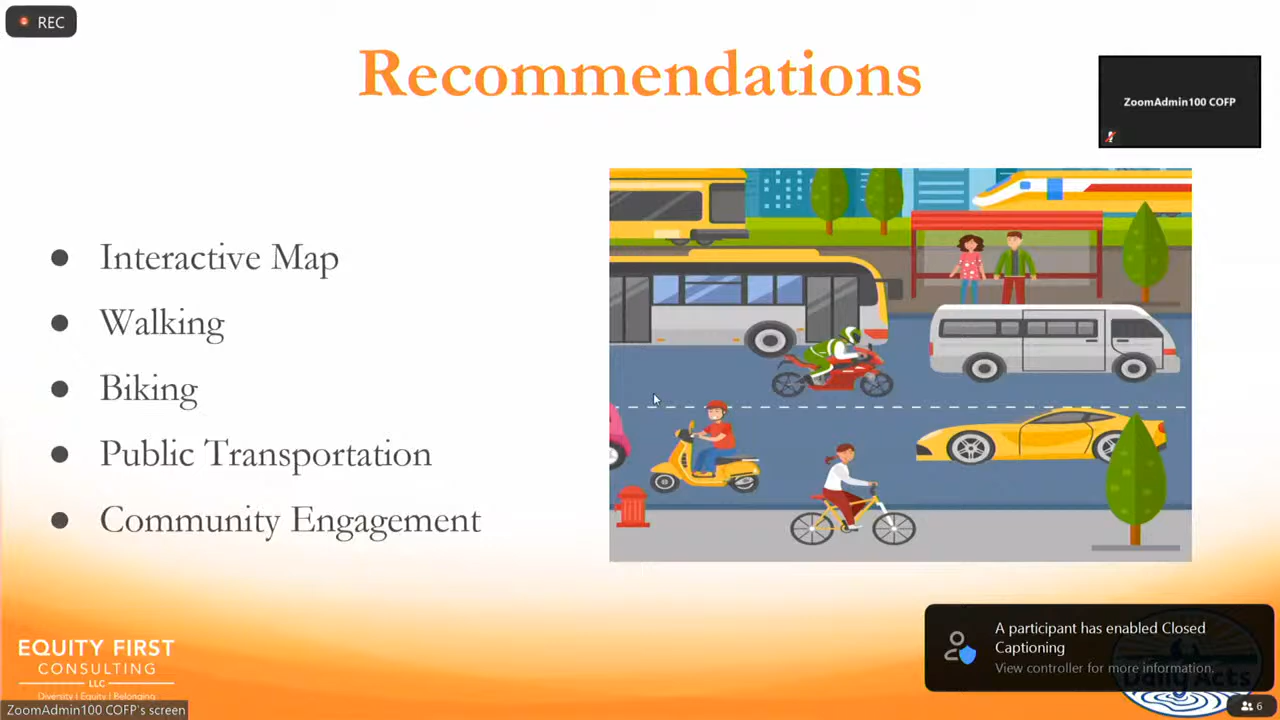 REC
Recommendations
ZoomAdmin100 COFP
● Interactive Map
● Walking
● Biking
● Public Transportation
● Community Engagement
A participant has enabled Closed
Captioning
View controller for more information.
EQUITY FIRST
CONSULTING
LLC
Diversity | Equity | Belonging
Daily Acts
ZoomAdmin100 COFP's screen
6